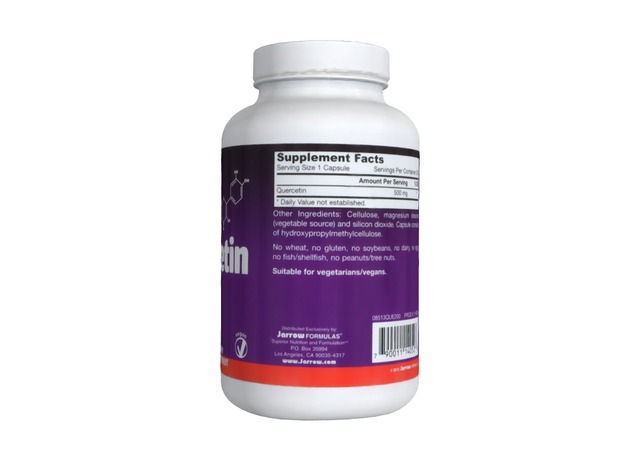 Supplement Facts
Serving Size 1 Capsule Servings Per Container
Amount Per Serving
Quercetin 500 mg
* Daily Value not established.
Other Ingredients: Cellulose, magnesium
(vegetable source) and silicon dioxide. Capsule
of hydroxypropylmethylcellulose.
No wheat, no gluten, no soybeans, no dairy, no
no fish/shellfish, no peanuts/tree nuts.
Suitable for vegetarians/vegans.
etin
Distributed Exclusively by:
Jarrow FORMULAS®
"Superior Nutrition and Formulation"
P.O. Box 35994
Los Angeles, CA 90035-4317
www.Jarrow.com
7 90011